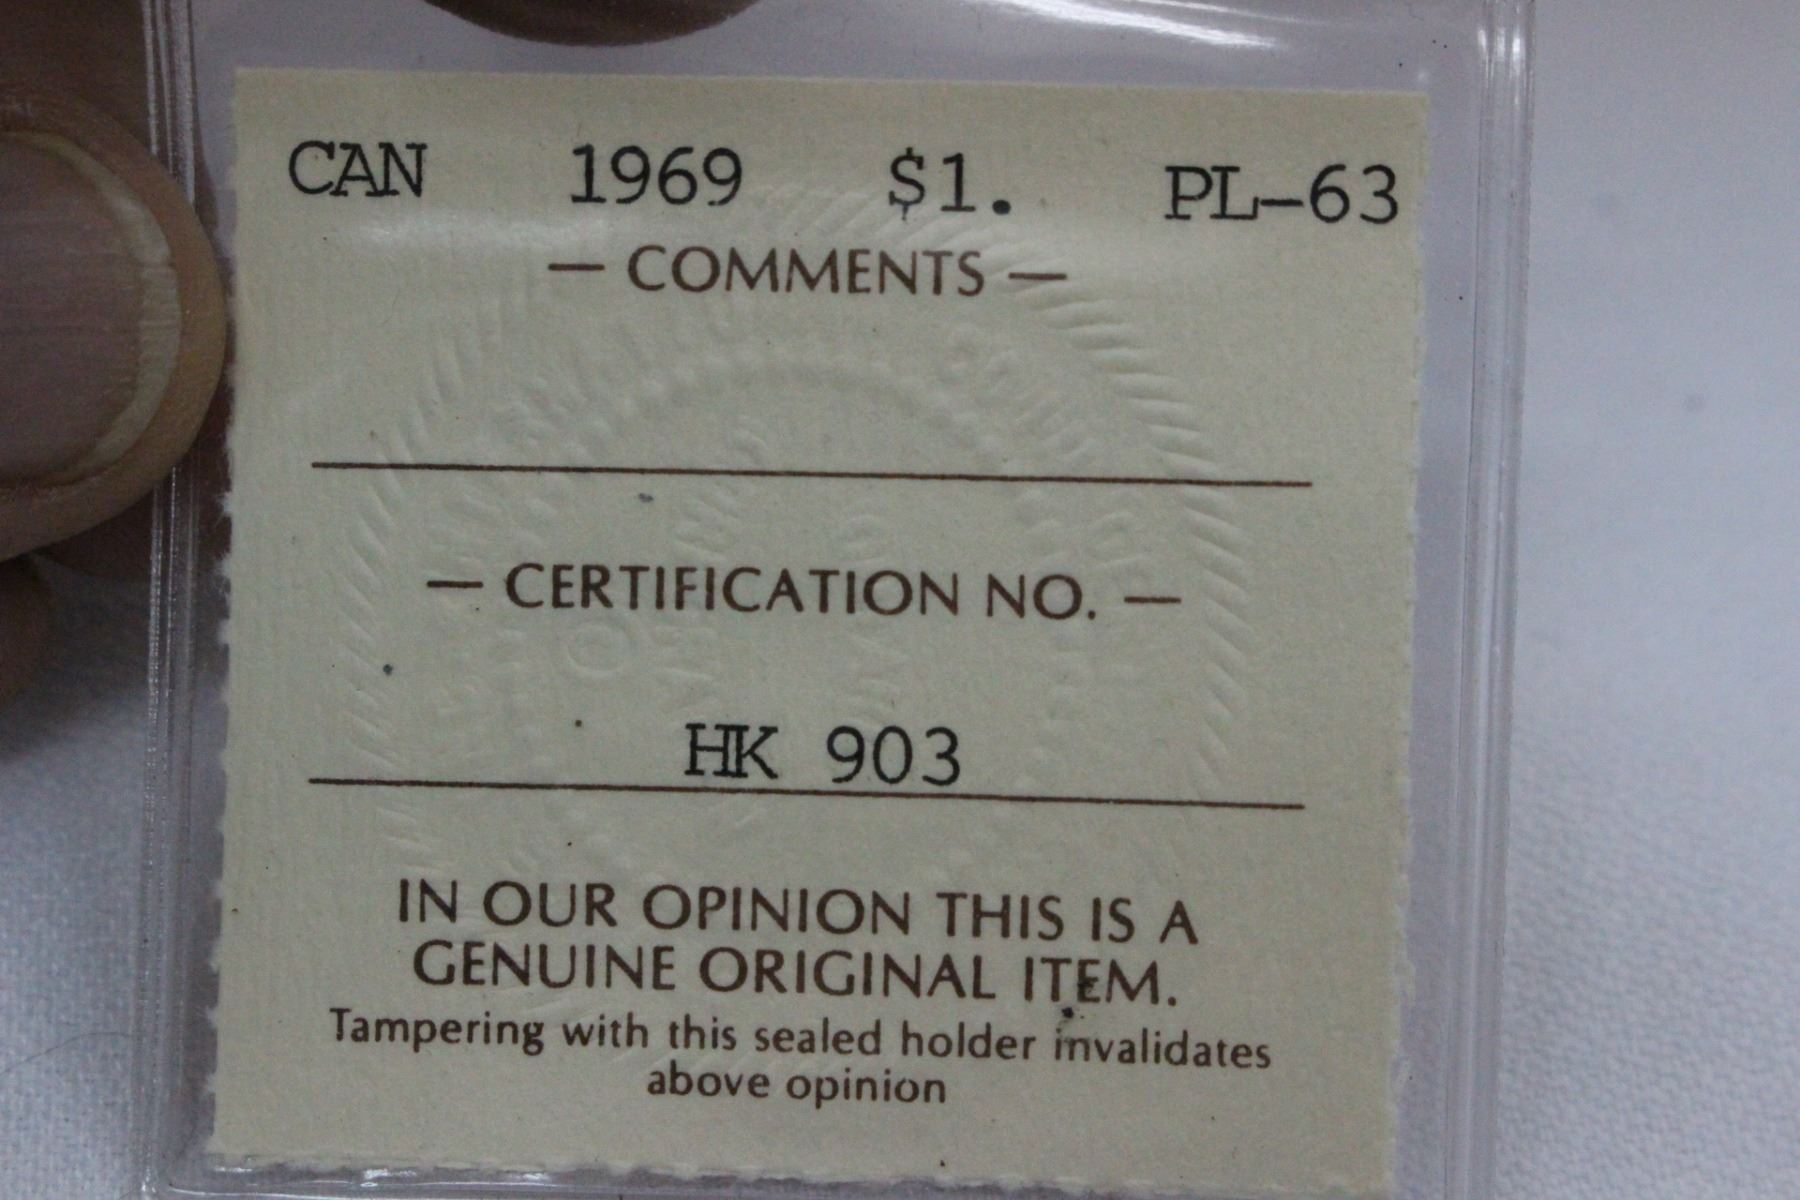 CAN 1969 $1. PL-63
— COMMENTS —
— CERTIFICATION NO. —
HK 903
IN OUR OPINION THIS IS A
GENUINE ORIGINAL ITEM.
Tampering with this sealed holder invalidates
above opinion